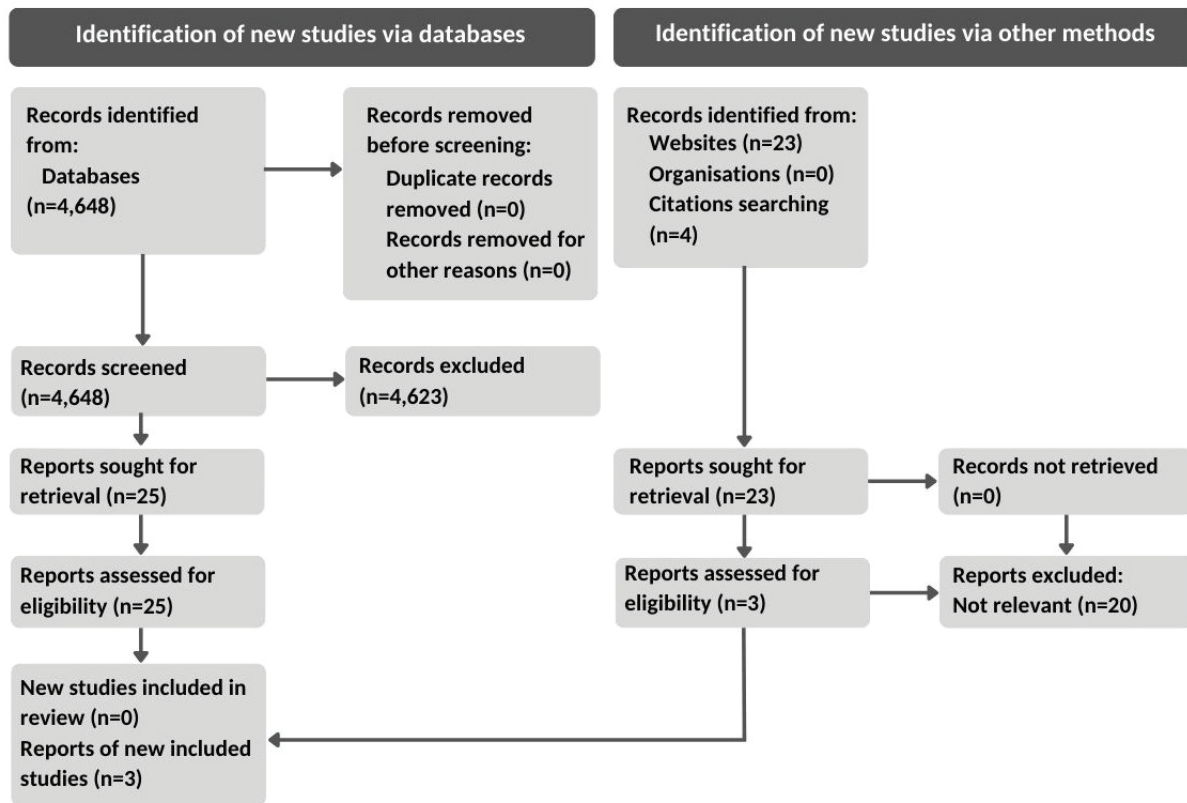 Identification of new studies via databases
Identification of new studies via other methods
Records identified
from:
Databases
(n=4,648)
Records removed
before screening:
Duplicate records
removed (n=0)
Records removed for
other reasons (n=0)
Records identified from:
Websites (n=23)
Organisations (n=0)
Citations searching
(n=4)
Records screened
(n=4,648)
Records excluded
(n=4,623)
Reports sought for
retrieval (n=25)
Reports sought for
retrieval (n=23)
Records not retrieved
(n=0)
Reports assessed for
eligibility (n=25)
Reports assessed for
eligibility (n=3)
Reports excluded:
Not relevant (n=20)
New studies included in
review (n=0)
Reports of new included
studies (n=3)